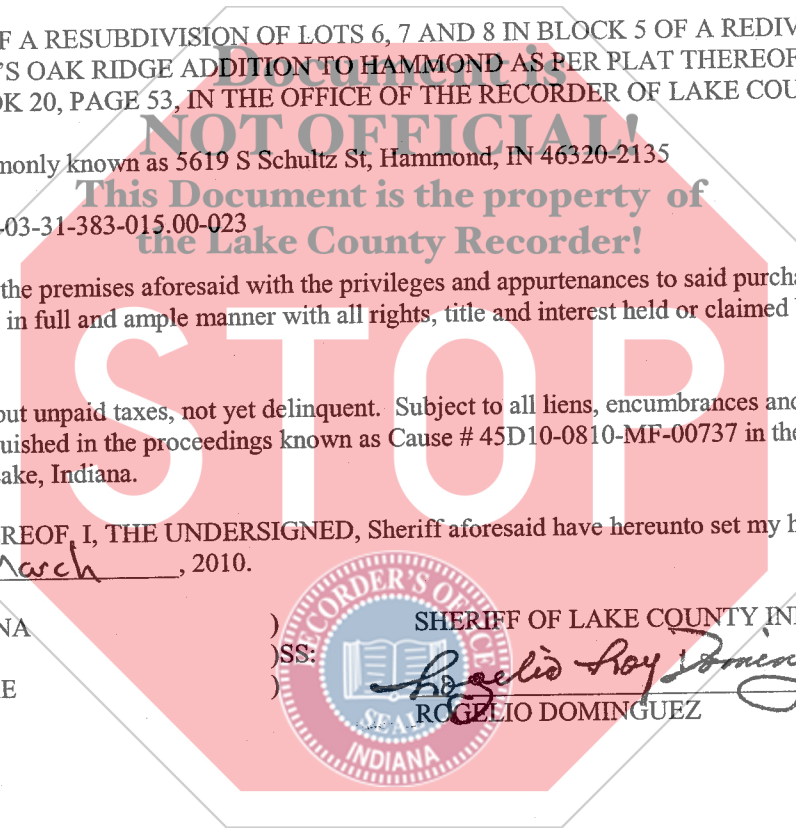 F A RESUBDIVISION OF LOTS 6, 7 AND 8 IN BLOCK 5 OF A REDIV
'S OAK RIDGE ADDITION TO HAMMOND AS PER PLAT THEREOF
OK 20, PAGE 53, IN THE OFFICE OF THE RECORDER OF LAKE COU
Document is
NOT OFFICIAL!
monly known as 5619 S Schultz St, Hammond, IN 46320-2135
This Document is the property of
-03-31-383-015.00-023
the Lake County Recorder!
the premises aforesaid with the privileges and appurtenances to said purcha
in full and ample manner with all rights, title and interest held or claimed
STOP
out unpaid taxes, not yet delinquent. Subject to all liens, encumbrances and
uished in the proceedings known as Cause # 45D10-0810-MF-00737 in the
ake, Indiana.
REOF, I, THE UNDERSIGNED, Sheriff aforesaid have hereunto set my h
March, 2010.
NA ) SHERIFF OF LAKE COUNTY IN
)SS:
E )
Rogelio Roy Doming
ROGELIO DOMINGUEZ
RECORDER'S OFFICE
SEAL
INDIANA